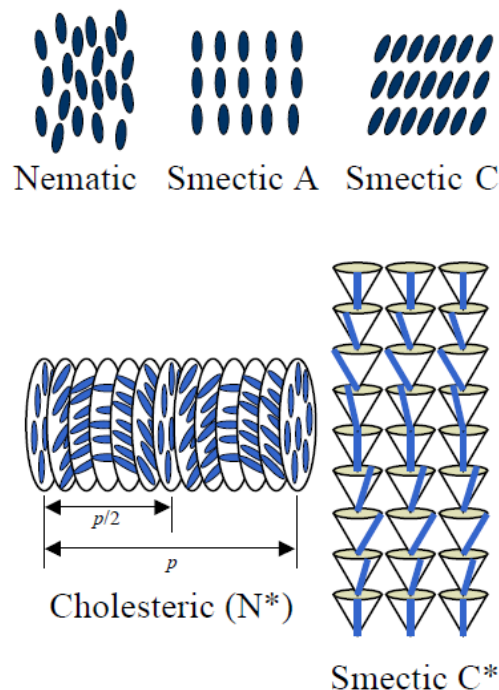 Nematic Smectic A Smectic C
p/2
p
Cholesteric (N*)
Smectic C*